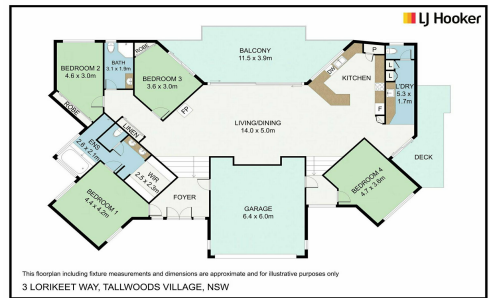 LJ Hooker
BALCONY
11.5 x 3.9m
BEDROOM 2
4.6 x 3.0m
BATH
3.1 x 1.9m
ROBE
BEDROOM 3
3.6 x 3.0m
ROBE
FP
LINEN
KITCHEN
DW
P
L
F
L'DRY
5.3 x
1.7m
LIVING/DINING
14.0 x 5.0m
ENS
2.8 x 2.1m
WIR
2.5 x 2.3m
BEDROOM 1
4.4 x 4.2m
FOYER
GARAGE
6.4 x 6.0m
BEDROOM 4
4.7 x 3.6m
DECK
This floorplan including fixture measurements and dimensions are approximate and for illustrative purposes only
3 LORIKEET WAY, TALLWOODS VILLAGE, NSW